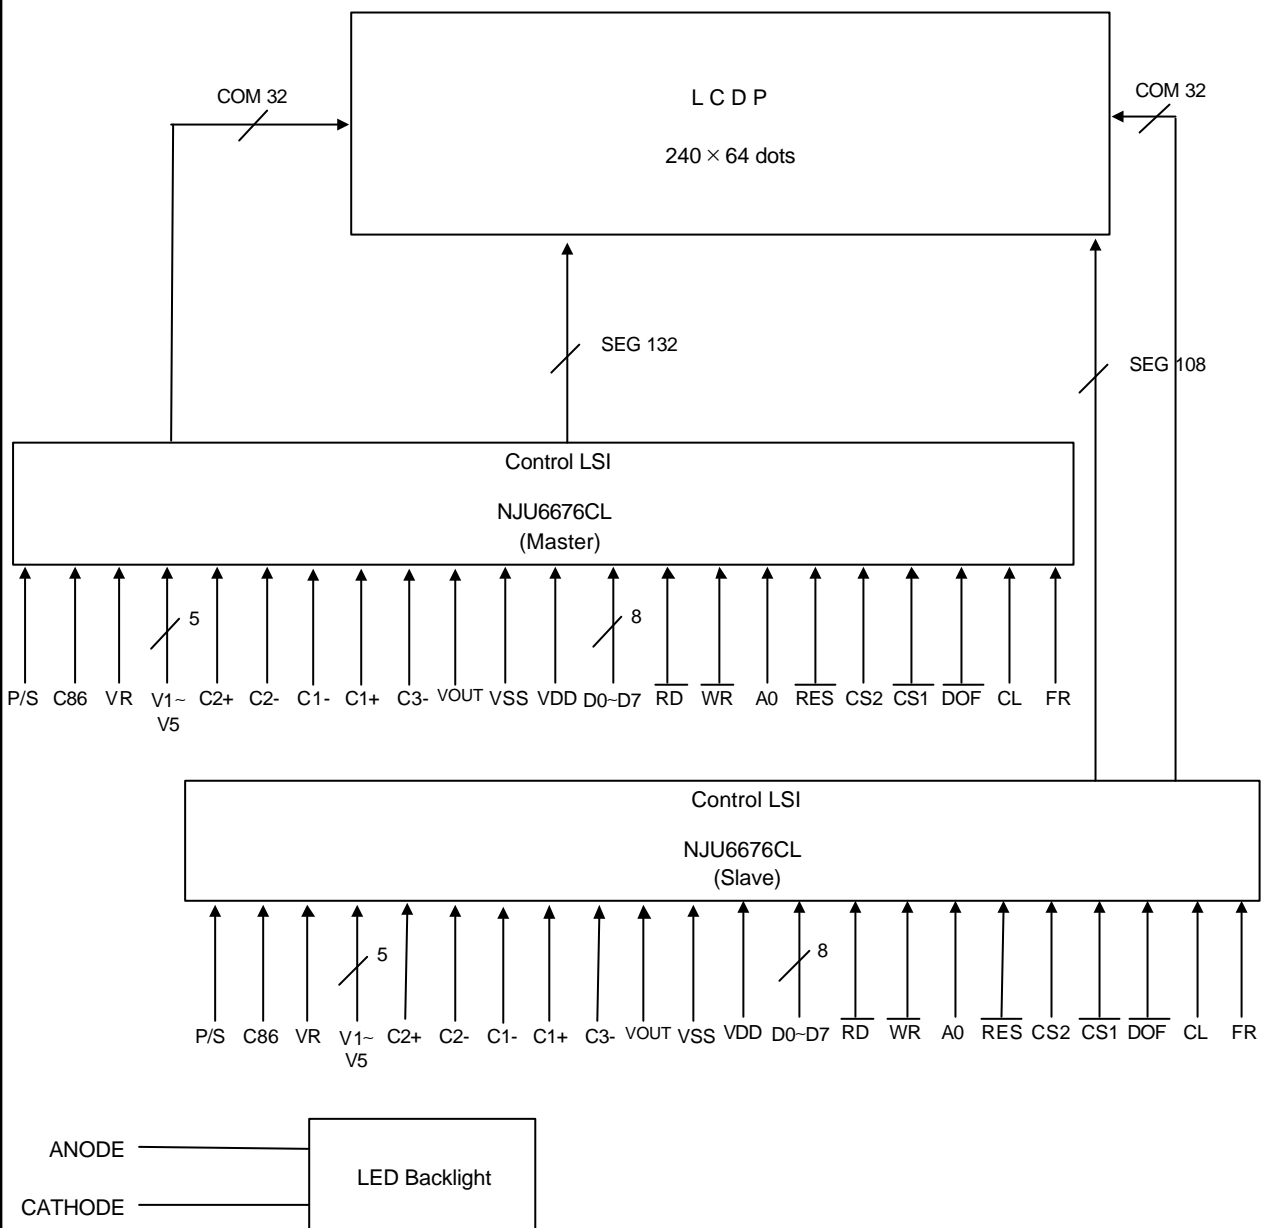 COM 32
L C D P
COM 32
240 × 64 dots
SEG 132
SEG 108
Control LSI
NJU6676CL
(Master)
5
8
P/S C86 VR V1~ C2+ C2- C1- C1+ C3- VOUT VSS VDD D0~D7 RD WR A0 RES CS2 CS1 DOF CL FR
V5
Control LSI
NJU6676CL
(Slave)
5
8
P/S C86 VR V1~ C2+ C2- C1- C1+ C3- VOUT VSS VDD D0~D7 RD WR A0 RES CS2 CS1 DOF CL FR
V5
ANODE
LED Backlight
CATHODE